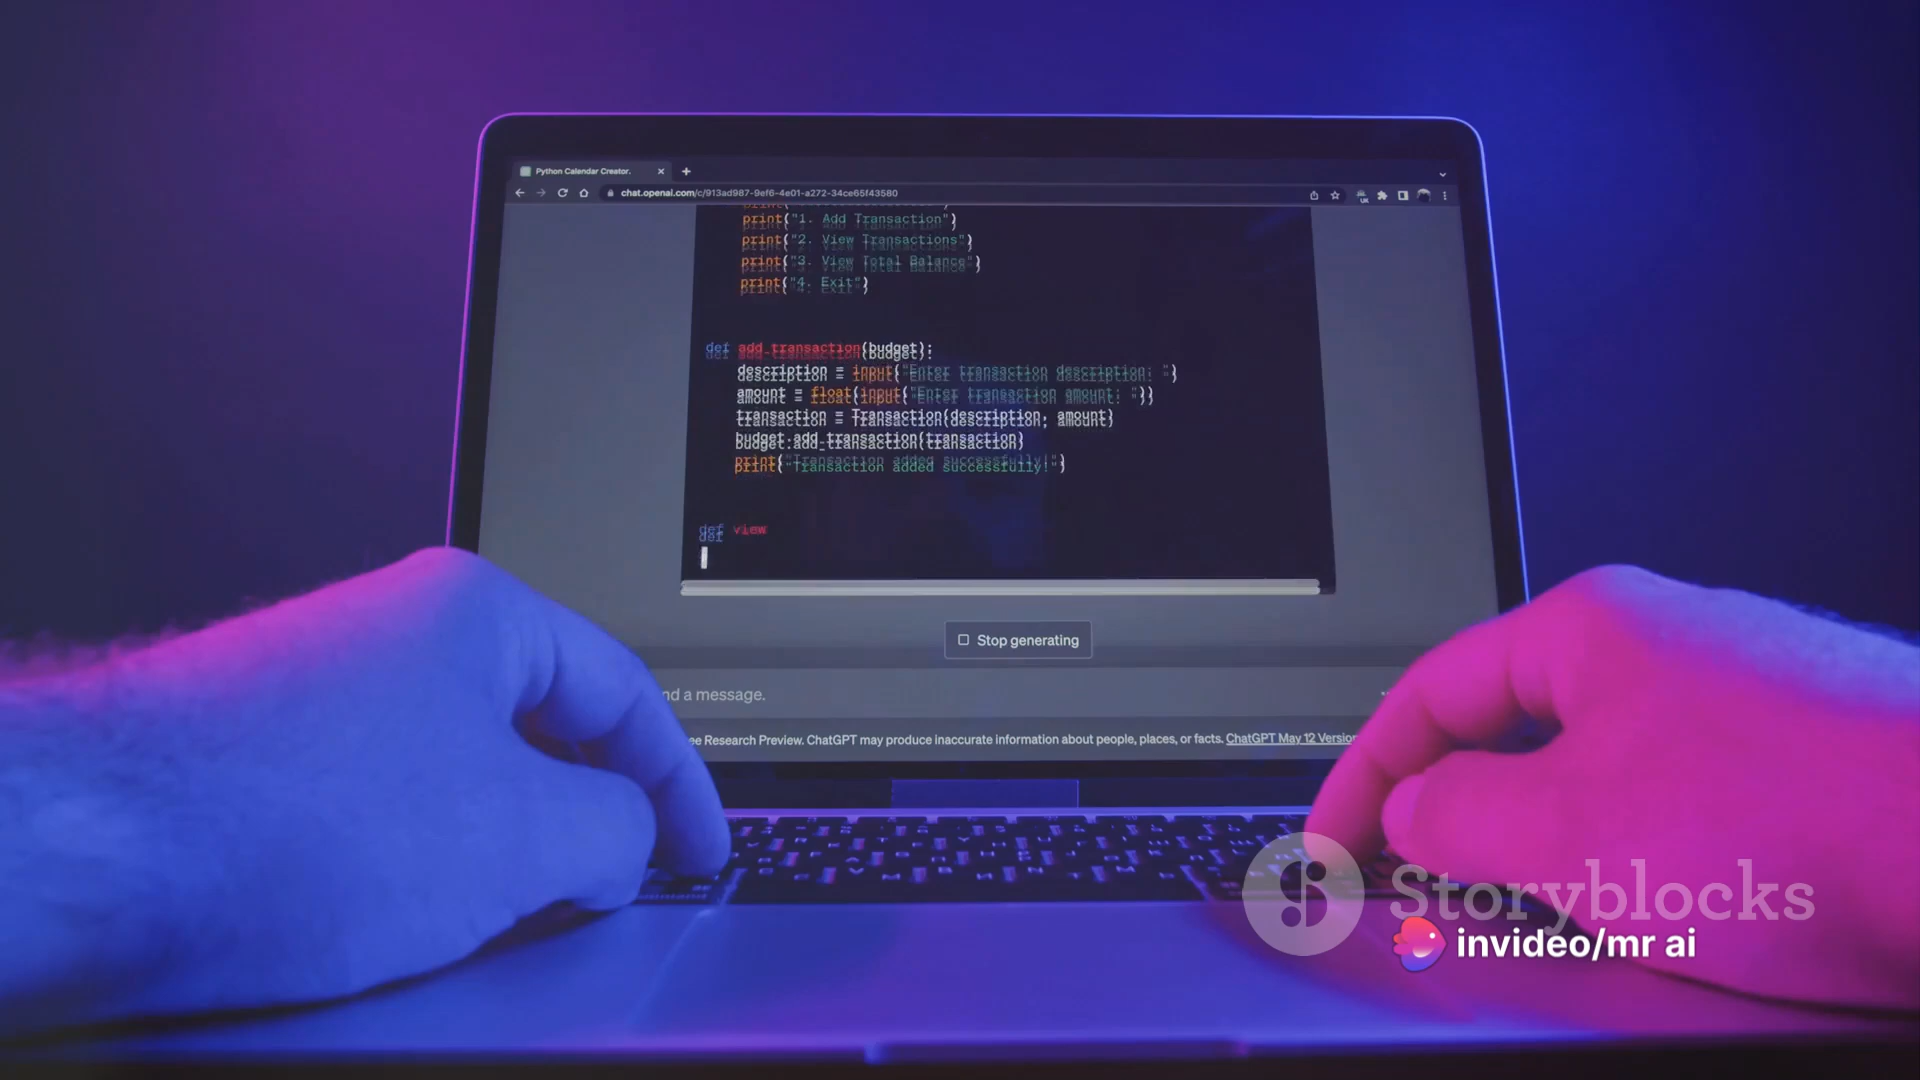 Python Calendar Creator.
chat.openai.com/c/913ad987-9ef6-4e01-a272-34ce65f43580
print("1. Add Transaction")
print("2. View Transactions")
print("3. View Total Balance")
print("4. Exit")
def add_transaction(budget):
description = input("Enter transaction description: ")
amount = float(input("Enter transaction amount: "))
transaction = Transaction(description, amount)
budget.add_transaction(transaction)
print("Transaction added successfully!")
def view
Stop generating
nd a message.
ee Research Preview. ChatGPT may produce inaccurate information about people, places, or facts. ChatGPT May 12 Version
Storyblocks
invideo/mr ai